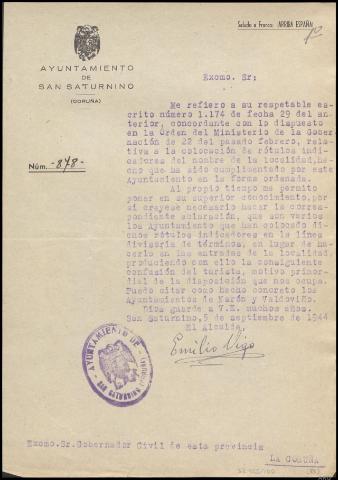 Saludo a Franco: ¡ARRIBA ESPAÑA!
AYUNTAMIENTO
DE
SAN SATURNINO
(CORUÑA)
Núm. -878-
Excmo. Sr:
Me refiero a su respetable es-
crito número 1.174 de fecha 29 del an-
terior, concordante con lo dispuesto
en la Orden del Ministerio de la Gober-
nación de 22 del pasado febrero, rela-
tiva a la colocación de rótulos indi-
cadores del nombre de la localidad, he-
cho que ha sido cumplimentado por este
Ayuntamiento en la forma ordenada.
Al propio tiempo me permito
poner en su superior conocimiento, por
si creyese necesario hacer la corres-
pondiente aclaración, que son varios
los Ayuntamiento que han colocado di-
chos rótulos indicadores en la línea
divisoria de términos, en lugar de ha-
cerlo en las entradas de la localidad,
produciendo con ello la consiguiente
confusión del turista, motivo primor-
dial de la disposición que nos ocupa.
Puedo citar como hecho concreto los
Ayuntamientos de Narón y Valdoviño.
Dios guarde a V.E. muchos años.
San Saturnino, 5 de septiembre de 1944
El Alcalde,
Emilio Vigo
AYUNTAMIENTO DE
SAN SATURNINO
(CORUÑA)
Excmo. Sr. Gobernador Civil de esta provincia
LA CORUÑA